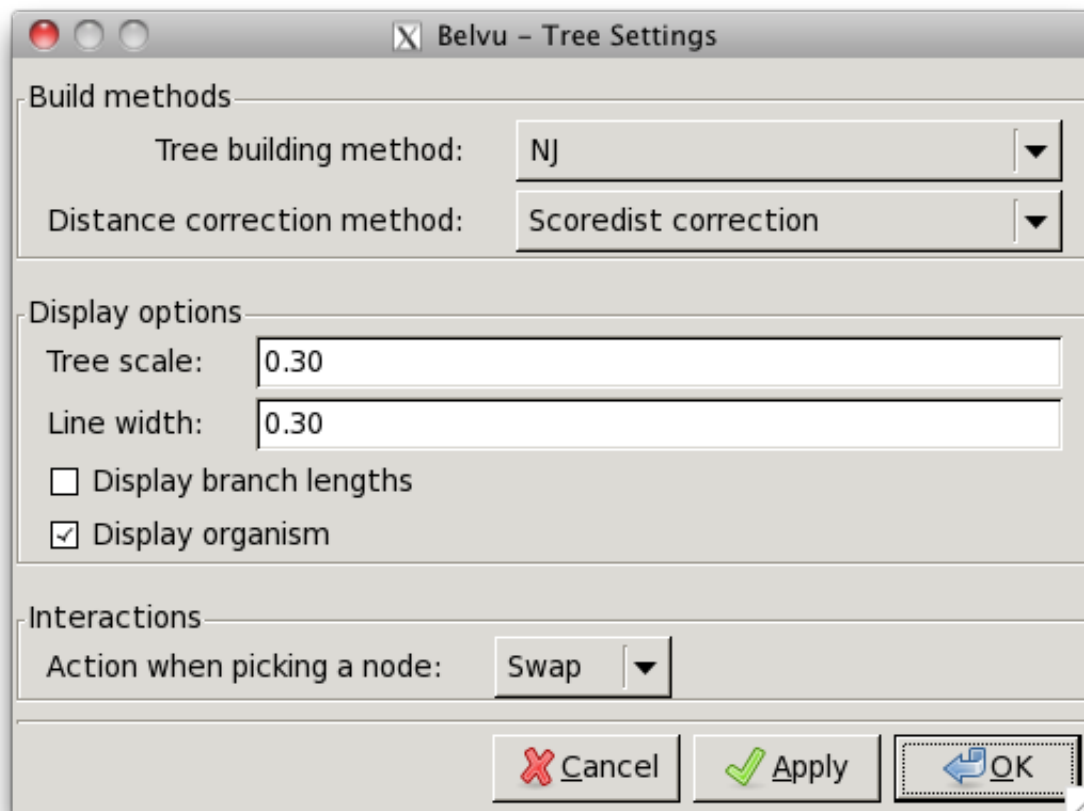 Belvu – Tree Settings
Build methods
Tree building method: NJ
Distance correction method: Scoredist correction
Display options
Tree scale: 0.30
Line width: 0.30
Display branch lengths
Display organism
Interactions
Action when picking a node: Swap
Cancel Apply OK